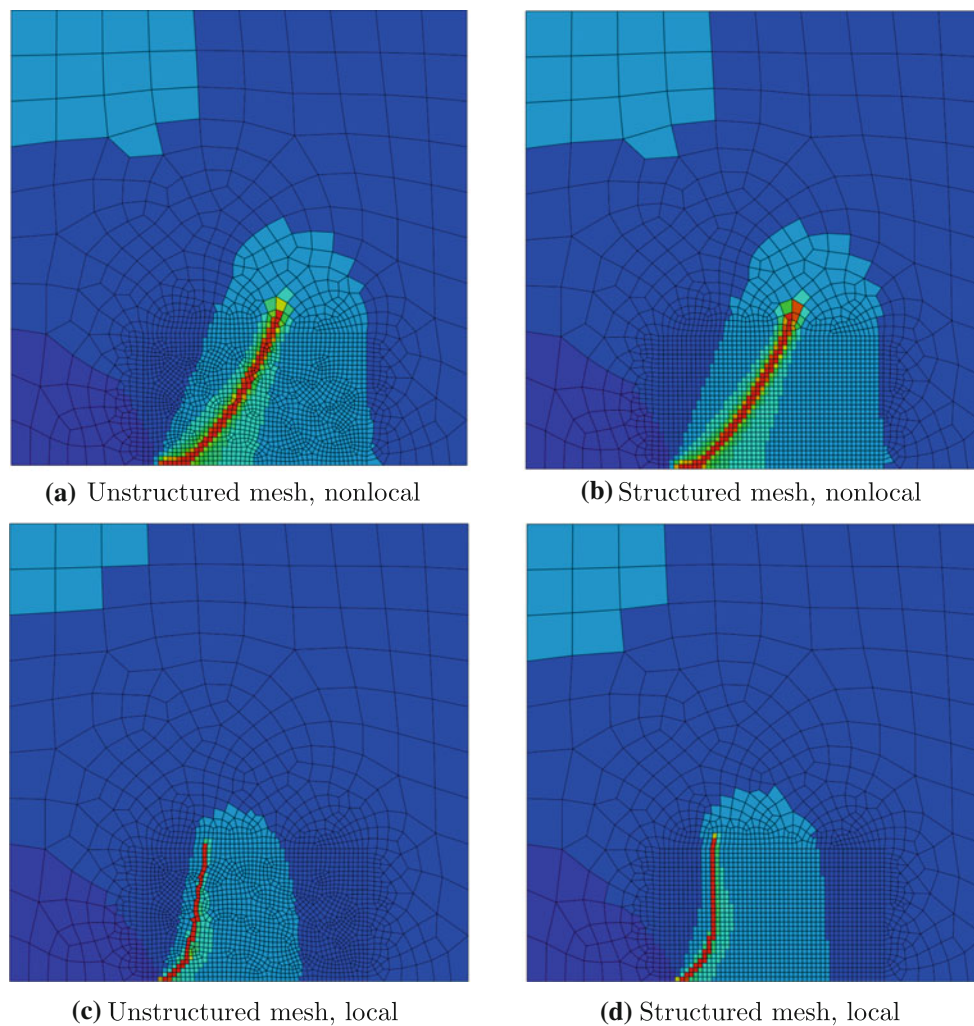 (a) Unstructured mesh, nonlocal
(b) Structured mesh, nonlocal
(c) Unstructured mesh, local
(d) Structured mesh, local